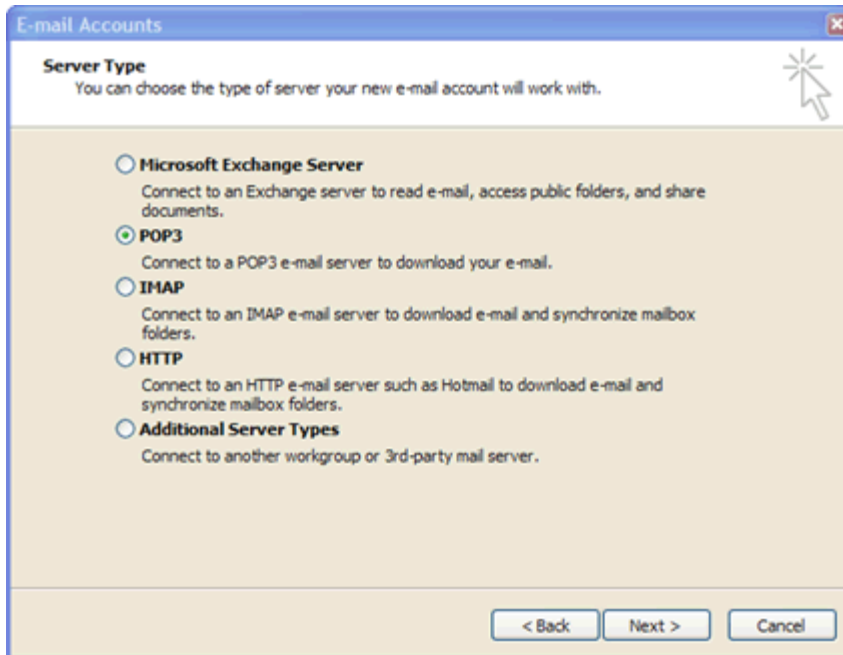 E-mail Accounts
Server Type
You can choose the type of server your new e-mail account will work with.
Microsoft Exchange Server
Connect to an Exchange server to read e-mail, access public folders, and share
documents.
POP3
Connect to a POP3 e-mail server to download your e-mail.
IMAP
Connect to an IMAP e-mail server to download e-mail and synchronize mailbox
folders.
HTTP
Connect to an HTTP e-mail server such as Hotmail to download e-mail and
synchronize mailbox folders.
Additional Server Types
Connect to another workgroup or 3rd-party mail server.
< Back Next > Cancel